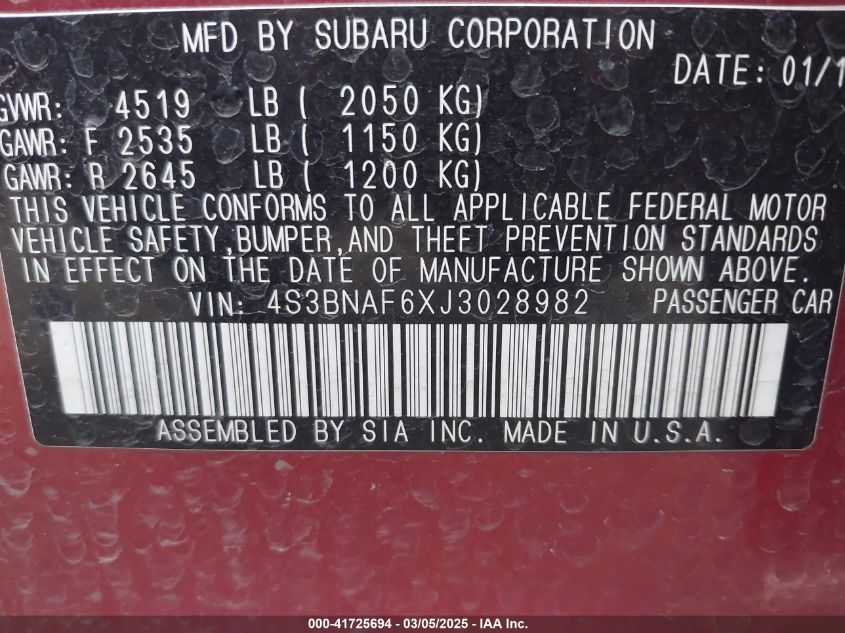 MFD BY SUBARU CORPORATION
DATE: 01/1
GVWR: 4519 LB ( 2050 KG)
GAWR: F 2535 LB ( 1150 KG)
GAWR: R 2645 LB ( 1200 KG)
THIS VEHICLE CONFORMS TO ALL APPLICABLE FEDERAL MOTOR
VEHICLE SAFETY,BUMPER,AND THEFT PREVENTION STANDARDS
IN EFFECT ON THE DATE OF MANUFACTURE SHOWN ABOVE.
VIN: 4S3BNAF6XJ3028982 PASSENGER CAR
ASSEMBLED BY SIA INC. MADE IN U.S.A.
000-41725694 - 03/05/2025 - IAA Inc.